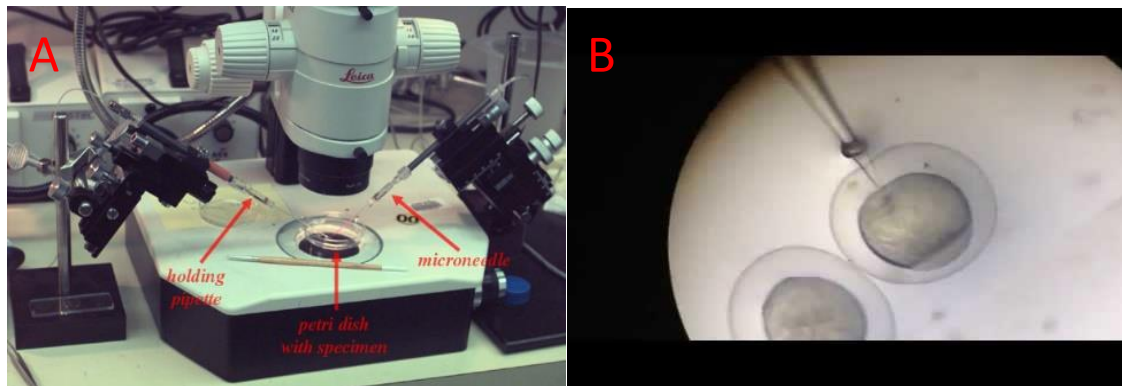 A
B
Leica
holding
pipette
microneedle
petri dish
with specimen